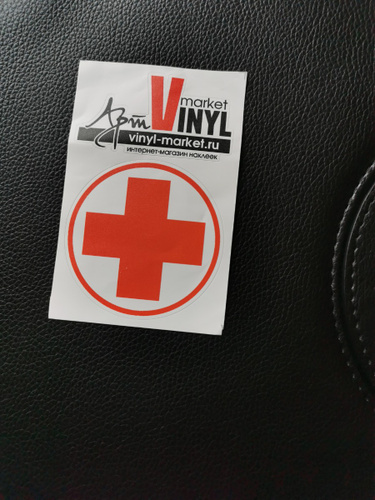 market
Арт VINYL
vinyl-market.ru
интернет-магазин наклеек